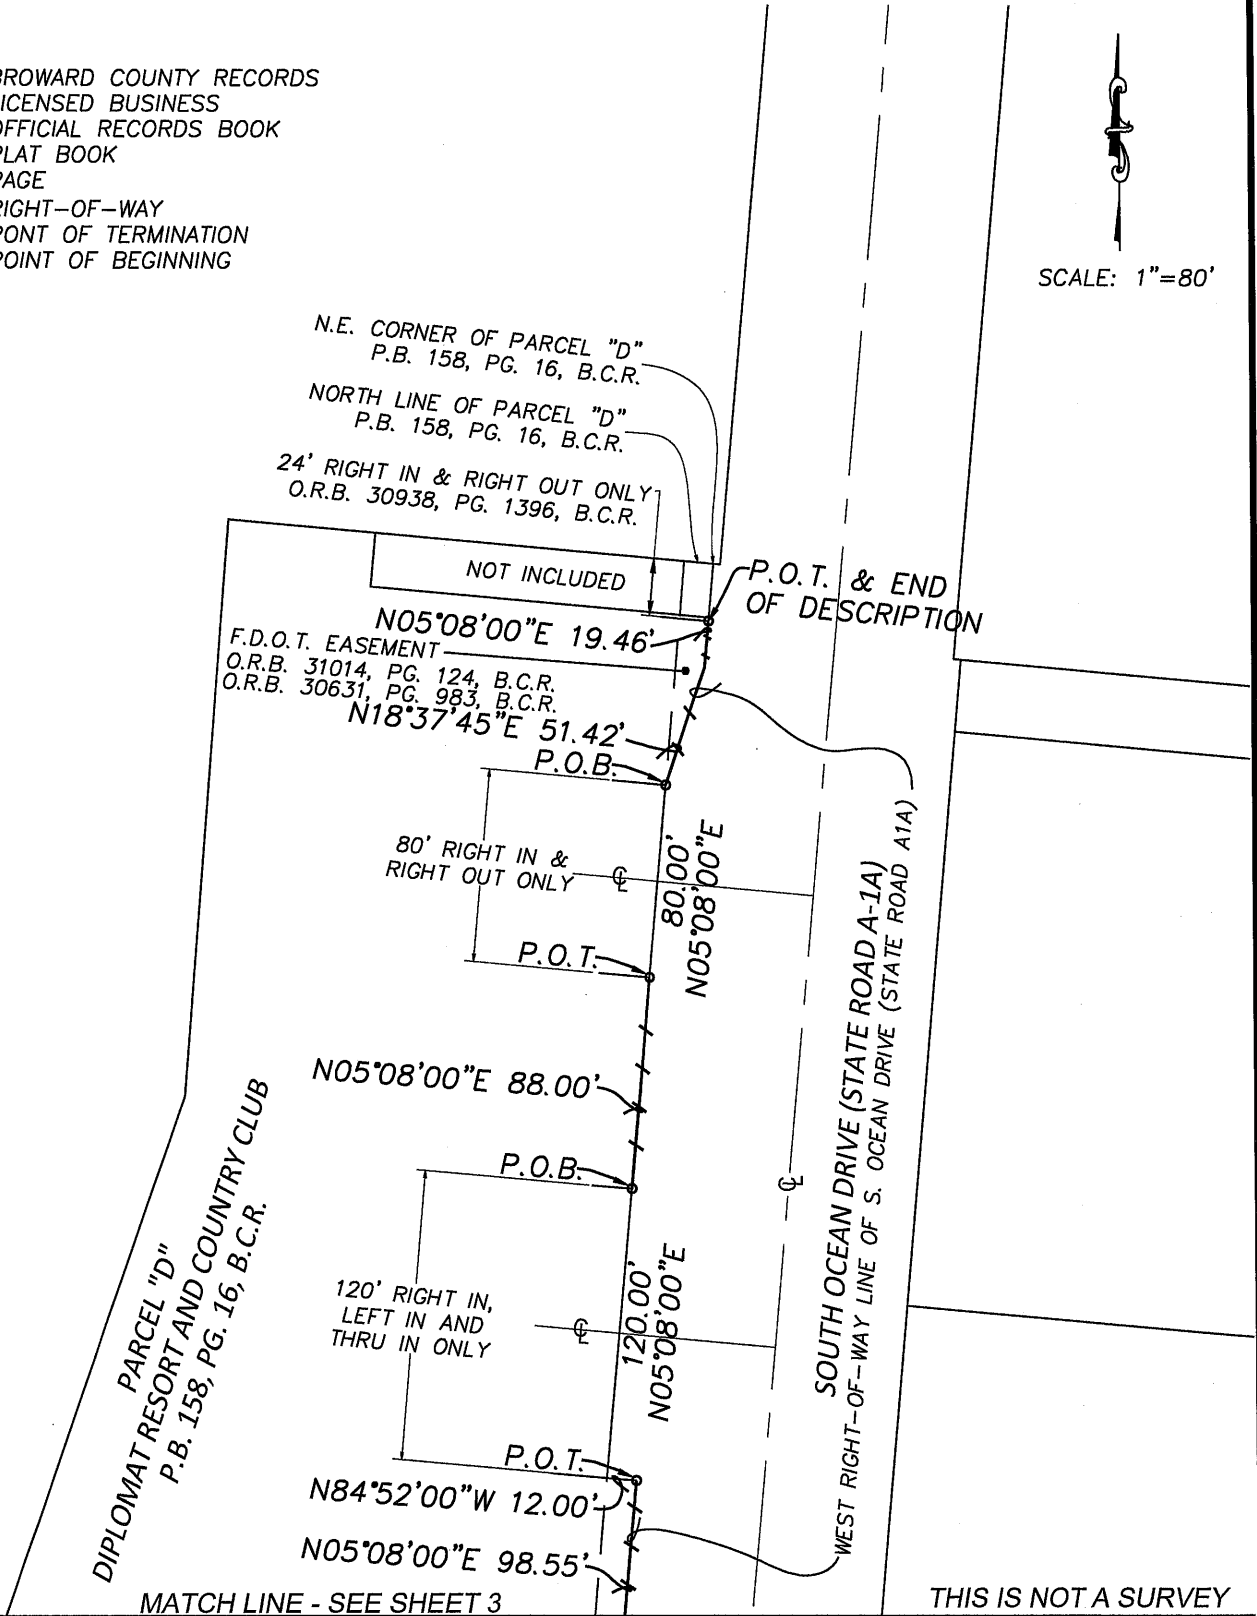 BROWARD COUNTY RECORDS
LICENSED BUSINESS
OFFICIAL RECORDS BOOK
PLAT BOOK
PAGE
RIGHT-OF-WAY
PONT OF TERMINATION
POINT OF BEGINNING
SCALE: 1"=80'
N.E. CORNER OF PARCEL "D"
P.B. 158, PG. 16, B.C.R.
NORTH LINE OF PARCEL "D"
P.B. 158, PG. 16, B.C.R.
24' RIGHT IN & RIGHT OUT ONLY
O.R.B. 30938, PG. 1396, B.C.R.
NOT INCLUDED
P.O.T. & END
OF DESCRIPTION
N05°08'00"E 19.46'
F.D.O.T. EASEMENT
O.R.B. 31014, PG. 124, B.C.R.
O.R.B. 30631, PG. 983, B.C.R.
N18°37'45"E 51.42'
P.O.B.
80' RIGHT IN &
RIGHT OUT ONLY
80.00'
N05°08'00"E
P.O.T.
N05°08'00"E 88.00'
P.O.B.
120' RIGHT IN,
LEFT IN AND
THRU IN ONLY
120.00'
N05°08'00"E
P.O.T.
N84°52'00"W 12.00'
N05°08'00"E 98.55'
SOUTH OCEAN DRIVE (STATE ROAD A-1A)
WEST RIGHT-OF-WAY LINE OF S. OCEAN DRIVE (STATE ROAD A1A)
PARCEL "D"
DIPLOMAT RESORT AND COUNTRY CLUB
P.B. 158, PG. 16, B.C.R.
MATCH LINE - SEE SHEET 3
THIS IS NOT A SURVEY